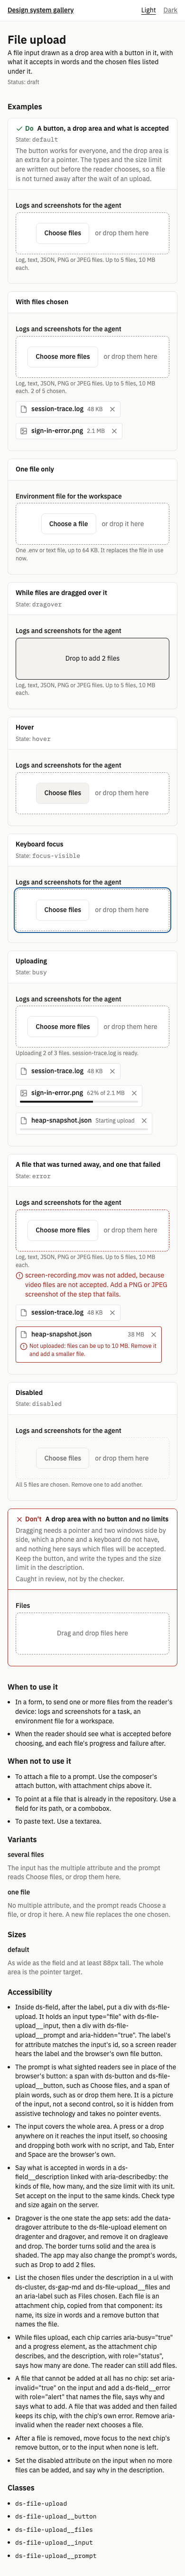 Design system gallery
Light Dark
File upload
A file input drawn as a drop area with a button in it, with
what it accepts in words and the chosen files listed
under it.
Status: draft
Examples
Do A button, a drop area and what is accepted
State: default
The button works for everyone, and the drop area is
an extra for a pointer. The types and the size limit
are written out before the reader chooses, so a file
is not turned away after the wait of an upload.
Logs and screenshots for the agent
Choose files or drop them here
Log, text, JSON, PNG or JPEG files. Up to 5 files, 10 MB
each.
With files chosen
Logs and screenshots for the agent
Choose more files or drop them here
Log, text, JSON, PNG or JPEG files. Up to 5 files, 10 MB
each. 2 of 5 chosen.
session-trace.log 48 KB
sign-in-error.png 2.1 MB
One file only
Environment file for the workspace
Choose a file or drop it here
One .env or text file, up to 64 KB. It replaces the file in use
now.
While files are dragged over it
State: dragover
Logs and screenshots for the agent
Drop to add 2 files
Log, text, JSON, PNG or JPEG files. Up to 5 files, 10 MB
each.
Hover
State: hover
Logs and screenshots for the agent
Choose files or drop them here
Keyboard focus
State: focus-visible
Logs and screenshots for the agent
Choose files or drop them here
Uploading
State: busy
Logs and screenshots for the agent
Choose more files or drop them here
Uploading 2 of 3 files. session-trace.log is ready.
session-trace.log 48 KB
sign-in-error.png 62% of 2.1 MB
heap-snapshot.json Starting upload
A file that was turned away, and one that failed
State: error
Logs and screenshots for the agent
Choose more files or drop them here
Log, text, JSON, PNG or JPEG files. Up to 5 files, 10 MB
each.
screen-recording.mov was not added, because
video files are not accepted. Add a PNG or JPEG
screenshot of the step that fails.
session-trace.log 48 KB
heap-snapshot.json 38 MB
Not uploaded: files can be up to 10 MB. Remove it
and add a smaller file.
Disabled
State: disabled
Logs and screenshots for the agent
Choose files or drop them here
All 5 files are chosen. Remove one to add another.
Don't A drop area with no button and no limits
Dragging needs a pointer and two windows side by
side, which a phone and a keyboard do not have,
and nothing here says which files will be accepted.
Keep the button, and write the types and size limit
in the description.
Caught in review, not by the checker.
Files
Drag and drop files here
When to use it
In a form, to send one or more files from the reader's
device: logs and screenshots for a task, an
environment file for a workspace.
When the reader should see what is accepted before
choosing, and each file's progress and failure after.
When not to use it
To attach a file to a prompt. Use the composer's
attach button, with attachment chips above it.
To point at a file that is already in the repository. Use a
field for its path, or a combobox.
To paste text. Use a textarea.
Variants
several files
The input has the multiple attribute and the prompt
reads Choose files, or drop them here.
one file
No multiple attribute, and the prompt reads Choose a
file, or drop it here. A new file replaces the one chosen.
Sizes
default
As wide as the field and at least 88px tall. The whole
area is the pointer target.
Accessibility
Inside ds-field, after the label, put a div with ds-file-
upload. It holds an input type="file" with ds-file-
upload__input, then a div with ds-file-
upload__prompt and aria-hidden="true". The label's
for attribute matches the input's id, so a screen reader
hears the label and the browser's own file button.
The prompt is what sighted readers see in place of the
browser's button: a span with ds-button and ds-file-
upload__button, such as Choose files, and a span of
plain words, such as or drop them here. It is a picture
of the input, not a second control, so it is hidden from
assistive technology and takes no pointer events.
The input covers the whole area. A press or a drop
anywhere on it reaches the input itself, so choosing
and dropping both work with no script, and Tab, Enter
and Space are the browser's own.
Say what is accepted in words in a ds-
field__description linked with aria-describedby: the
kinds of file, how many, and the size limit with its unit.
Set accept on the input to the same kinds. Check type
and size again on the server.
Dragover is the one state the app sets: add the data-
dragover attribute to the ds-file-upload element on
dragenter and dragover, and remove it on dragleave
and drop. The border turns solid and the area is
shaded. The app may also change the prompt's words,
such as Drop to add 2 files.
List the chosen files under the description in a ul with
ds-cluster, ds-gap-md and ds-file-upload__files and
an aria-label such as Files chosen. Each file is an
attachment chip, copied from that component: its
name, its size in words and a remove button that
names the file.
While files upload, each chip carries aria-busy="true"
and a progress element, as the attachment chip
describes, and the description, with role="status",
says how many are done. The reader can still add files.
A file that cannot be added at all has no chip: set aria-
invalid="true" on the input and add a ds-field__error
with role="alert" that names the file, says why and
says what to add. A file that was added and then failed
keeps its chip, with the chip's own error. Remove aria-
invalid when the reader next chooses a file.
After a file is removed, move focus to the next chip's
remove button, or to the input when none is left.
Set the disabled attribute on the input when no more
files can be added, and say why in the description.
Classes
ds-file-upload
ds-file-upload__button
ds-file-upload__files
ds-file-upload__input
ds-file-upload__prompt